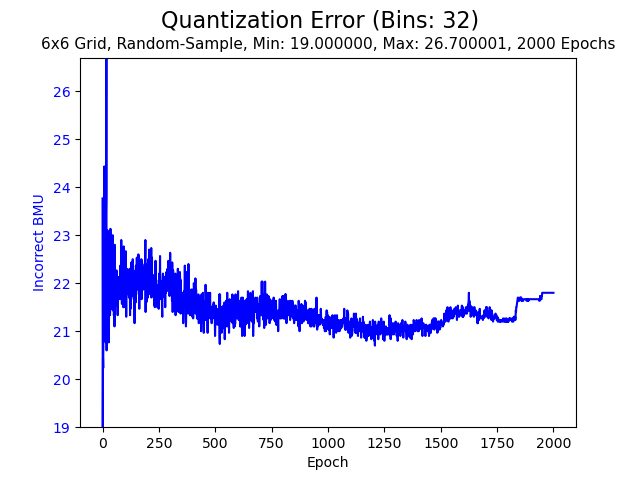 Quantization Error (Bins: 32)
6x6 Grid, Random-Sample, Min: 19.000000, Max: 26.700001, 2000 Epochs
26
25
24
23
22
21
20
19
Incorrect BMU
0 250 500 750 1000 1250 1500 1750 2000
Epoch